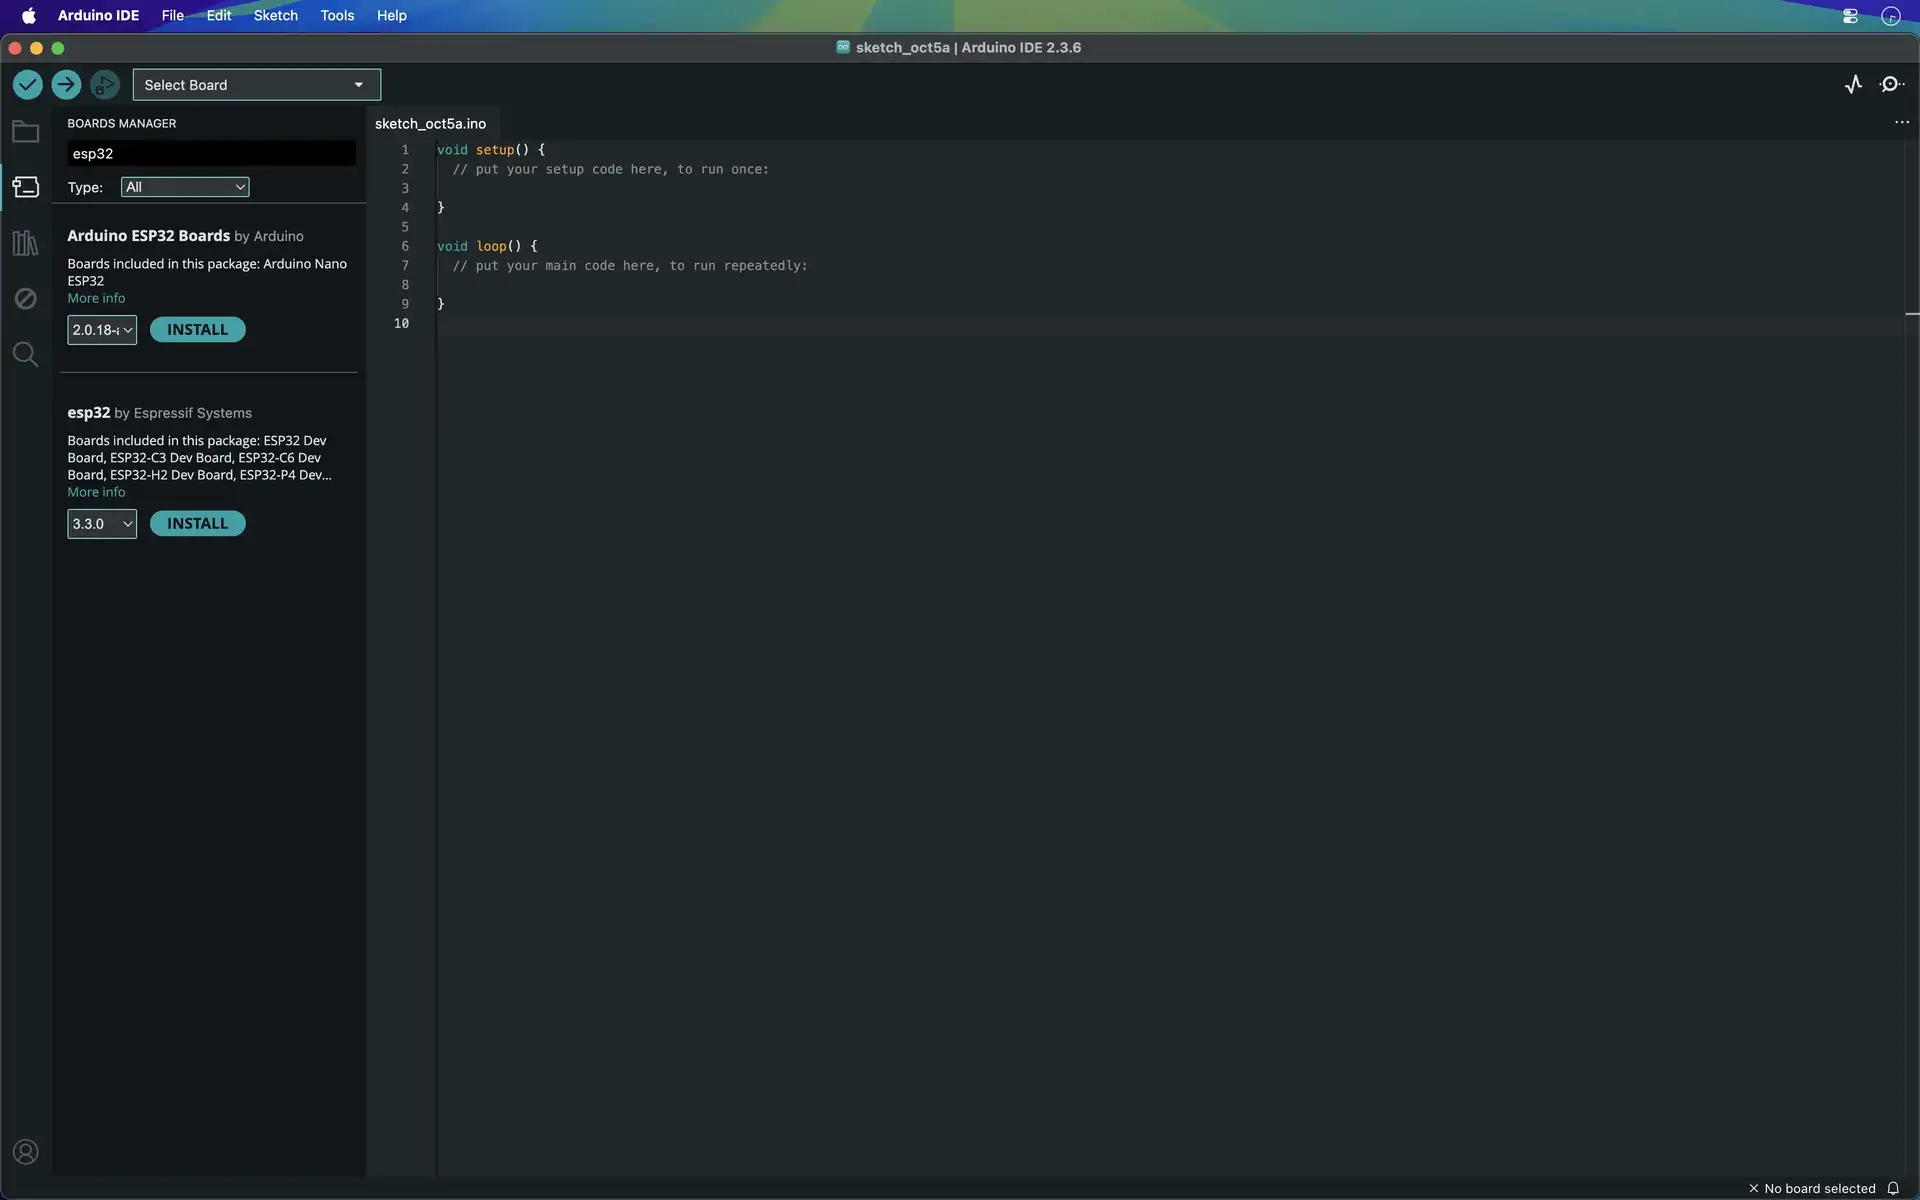 Arduino IDE File Edit Sketch Tools Help
sketch_oct5a | Arduino IDE 2.3.6
Select Board
BOARDS MANAGER
esp32
Type: All
Arduino ESP32 Boards by Arduino
Boards included in this package: Arduino Nano
ESP32
More info
2.0.18-a INSTALL
esp32 by Espressif Systems
Boards included in this package: ESP32 Dev
Board, ESP32-C3 Dev Board, ESP32-C6 Dev
Board, ESP32-H2 Dev Board, ESP32-P4 Dev...
More info
3.3.0 INSTALL
sketch_oct5a.ino
1 void setup() {
2 // put your setup code here, to run once:
3
4 }
5
6 void loop() {
7 // put your main code here, to run repeatedly:
8
9 }
10
No board selected